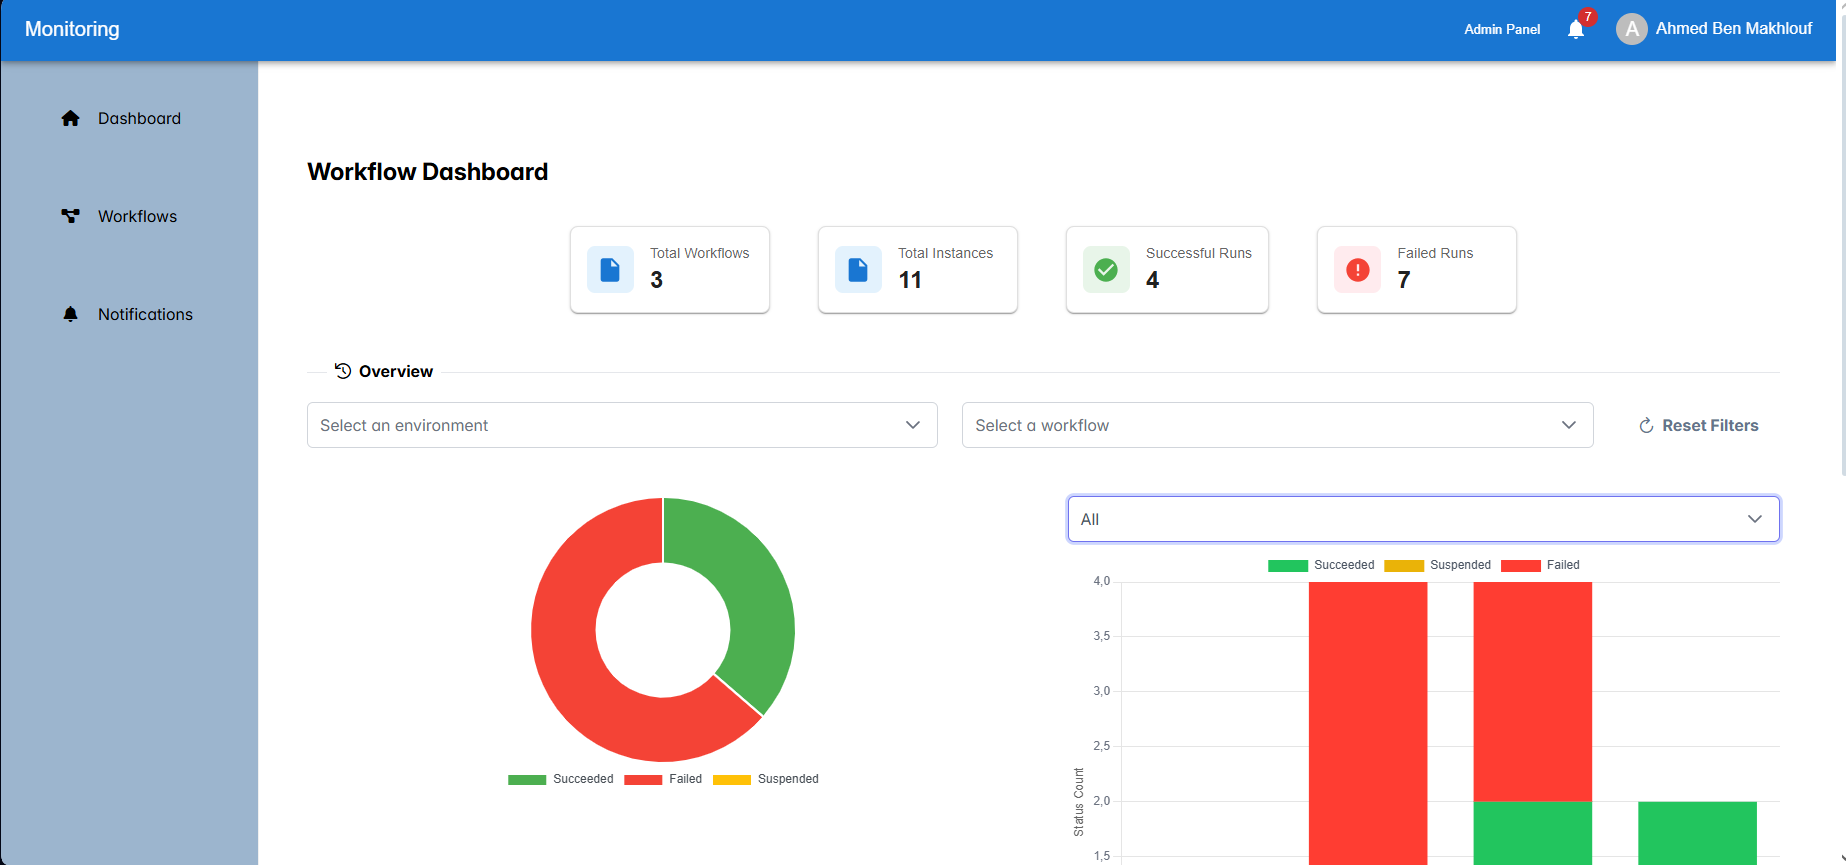 Monitoring
Admin Panel
7
A
Ahmed Ben Makhlouf
Dashboard
Workflows
Notifications
Workflow Dashboard
Total Workflows
3
Total Instances
11
Successful Runs
4
Failed Runs
7
Overview
Select an environment
Select a workflow
Reset Filters
Succeeded Failed Suspended
All
Succeeded Suspended Failed
4,0
3,5
3,0
2,5
2,0
1,5
Status Count